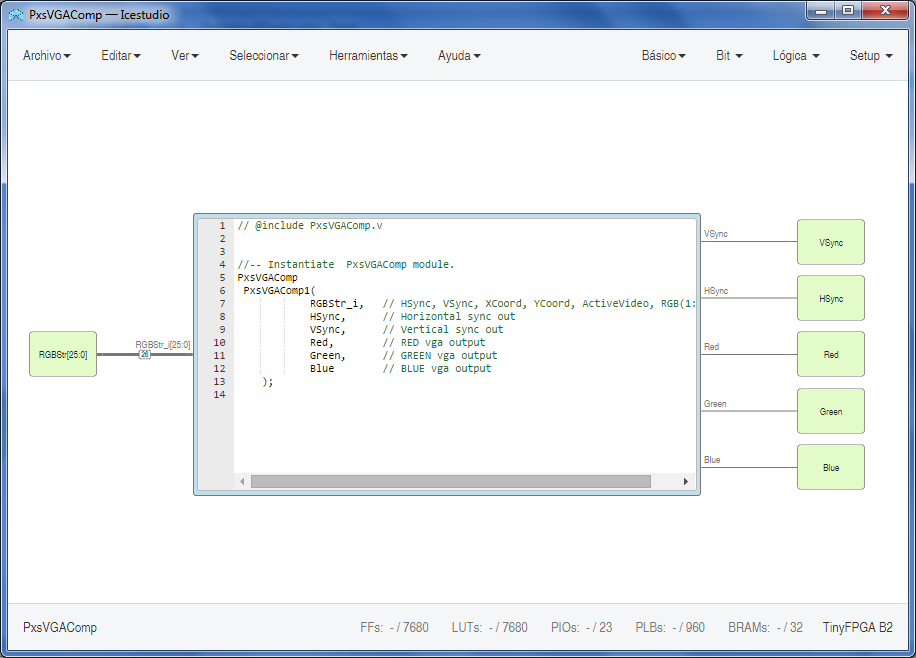 PxsVGAComp — Icestudio
Archivo Editar Ver Seleccionar Herramientas Ayuda Básico Bit Lógica Setup
1 // @include PxsVGAComp.v
2
3
4 //-- Instantiate PxsVGAComp module.
5 PxsVGAComp
6 PxsVGAComp1(
7 RGBStr_i, // HSync, VSync, XCoord, YCoord, ActiveVideo, RGB(1:
8 HSync, // Horizontal sync out
9 VSync, // Vertical sync out
10 Red, // RED vga output
11 Green, // GREEN vga output
12 Blue // BLUE vga output
13 );
14
RGBStr[25:0]
RGBStr_i[25:0]
26
VSync VSync
HSync HSync
Red Red
Green Green
Blue Blue
PxsVGAComp FFs: - / 7680 LUTs: - / 7680 PIOs: - / 23 PLBs: - / 960 BRAMs: - / 32 TinyFPGA B2